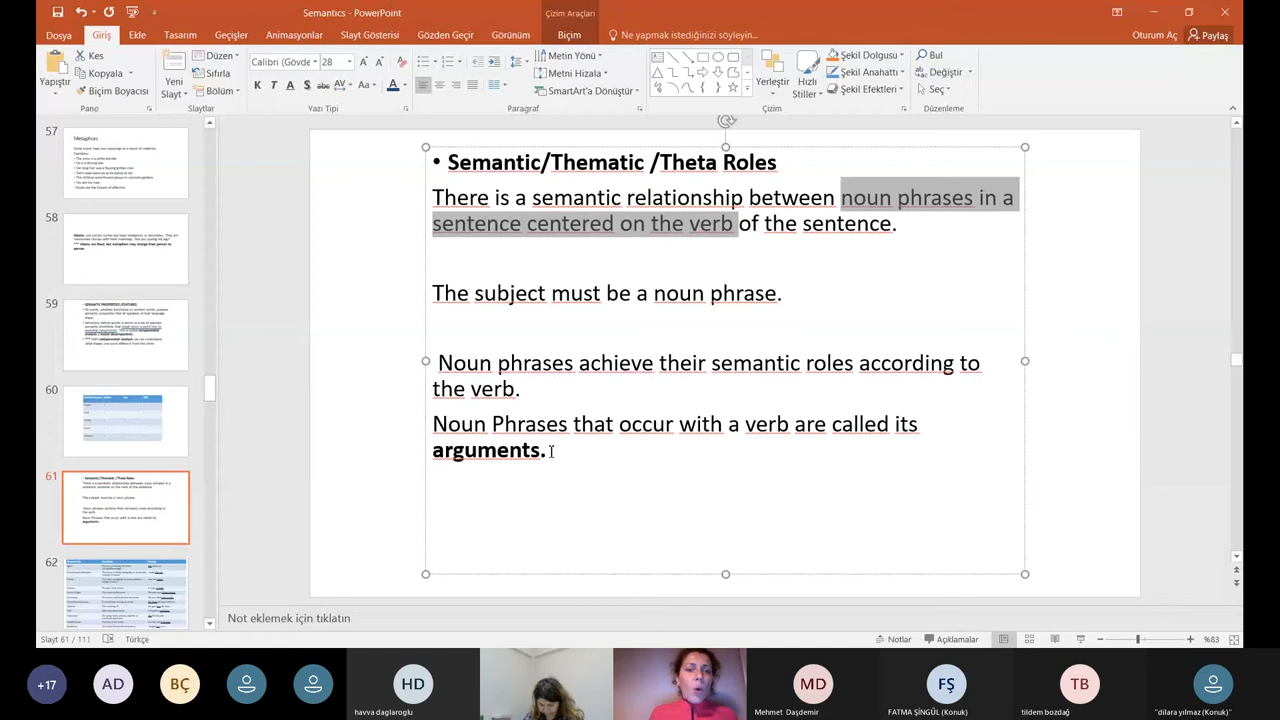 Semantics - PowerPoint
Çizim Araçları
Dosya
Giriş
Ekle
Tasarım
Geçişler
Animasyonlar
Slayt Gösterisi
Gözden Geçir
Görünüm
Biçim
Ne yapmak istediğinizi söyleyin...
Oturum Aç
Paylaş
Yapıştır
Kes
Kopyala
Biçim Boyacısı
Pano
Yeni
Slayt
Düzen
Sıfırla
Bölüm
Slaytlar
Calibri (Gövde
28
Yazı Tipi
Metin Yönü
Metni Hizala
SmartArt'a Dönüştür
Paragraf
Yerleştir
Hızlı
Stiller
Şekil Dolgusu
Şekil Anahattı
Şekil Efektleri
Çizim
Bul
Değiştir
Seç
Düzenleme
57
Metaphors
58
59
60
61
62
• Semantic/Thematic /Theta Roles
There is a semantic relationship between noun phrases in a
sentence centered on the verb of the sentence.
The subject must be a noun phrase.
Noun phrases achieve their semantic roles according to
the verb.
Noun Phrases that occur with a verb are called its
arguments.
Not eklemek için tıklatın
Slayt 61 / 111
Türkçe
Notlar
Açıklamalar
%83
+17
AD
BÇ
HD
havva daglaroglu
MD
Mehmet Daşdemir
FŞ
FATMA ŞİNGÜL (Konuk)
TB
tildem bozdağ
"dilara yılmaz (Konuk)"